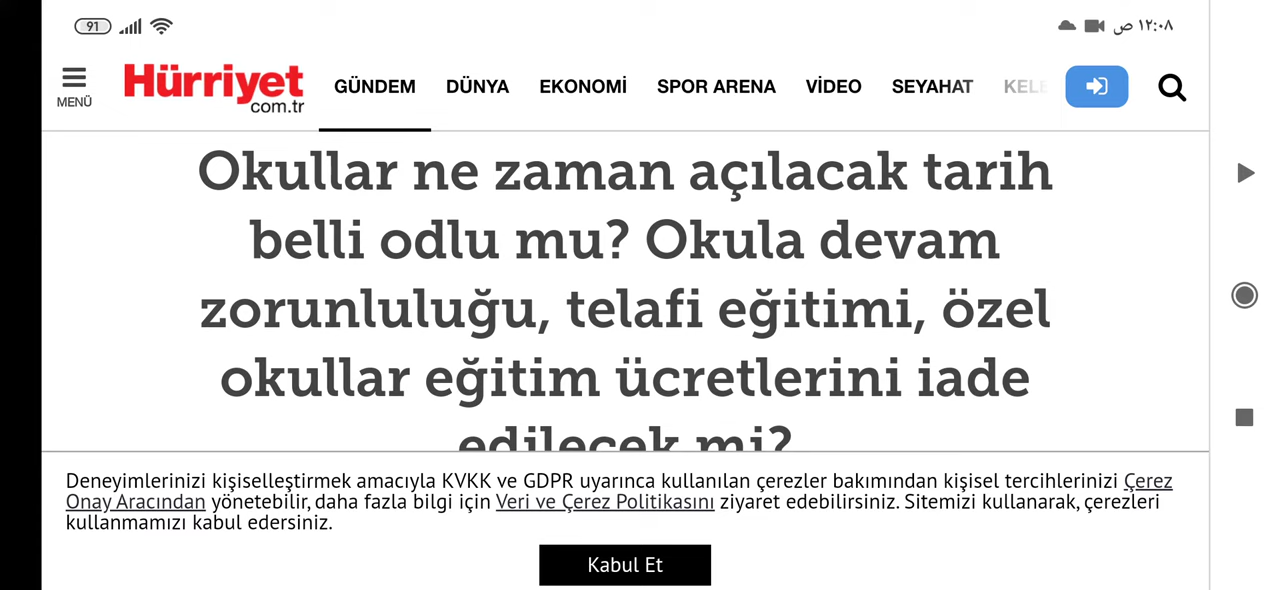 91
١٢:٠٨ ص
MENÜ
Hürriyet
com.tr
GÜNDEM DÜNYA EKONOMİ SPOR ARENA VİDEO SEYAHAT KELE
Okullar ne zaman açılacak tarih
belli odlu mu? Okula devam
zorunluluğu, telafi eğitimi, özel
okullar eğitim ücretlerini iade
edilecek mi?
Deneyimlerinizi kişiselleştirmek amacıyla KVKK ve GDPR uyarınca kullanılan çerezler bakımından kişisel tercihlerinizi Çerez
Onay Aracından yönetebilir, daha fazla bilgi için Veri ve Çerez Politikasını ziyaret edebilirsiniz. Sitemizi kullanarak, çerezleri
kullanmamızı kabul edersiniz.
Kabul Et